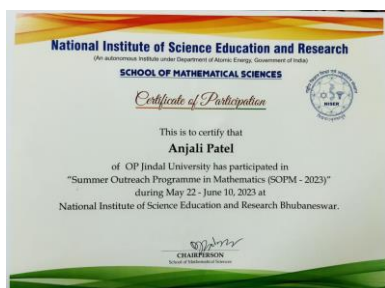 National Institute of Science Education and Research
(An autonomous Institute under Department of Atomic Energy, Government of India)
SCHOOL OF MATHEMATICAL SCIENCES
Certificate of Participation
NISER
This is to certify that
Anjali Patel
of OP Jindal University has participated in
"Summer Outreach Programme in Mathematics (SOPM - 2023)"
during May 22 - June 10, 2023 at
National Institute of Science Education and Research Bhubaneswar.
CHAIRPERSON
School of Mathematical Sciences